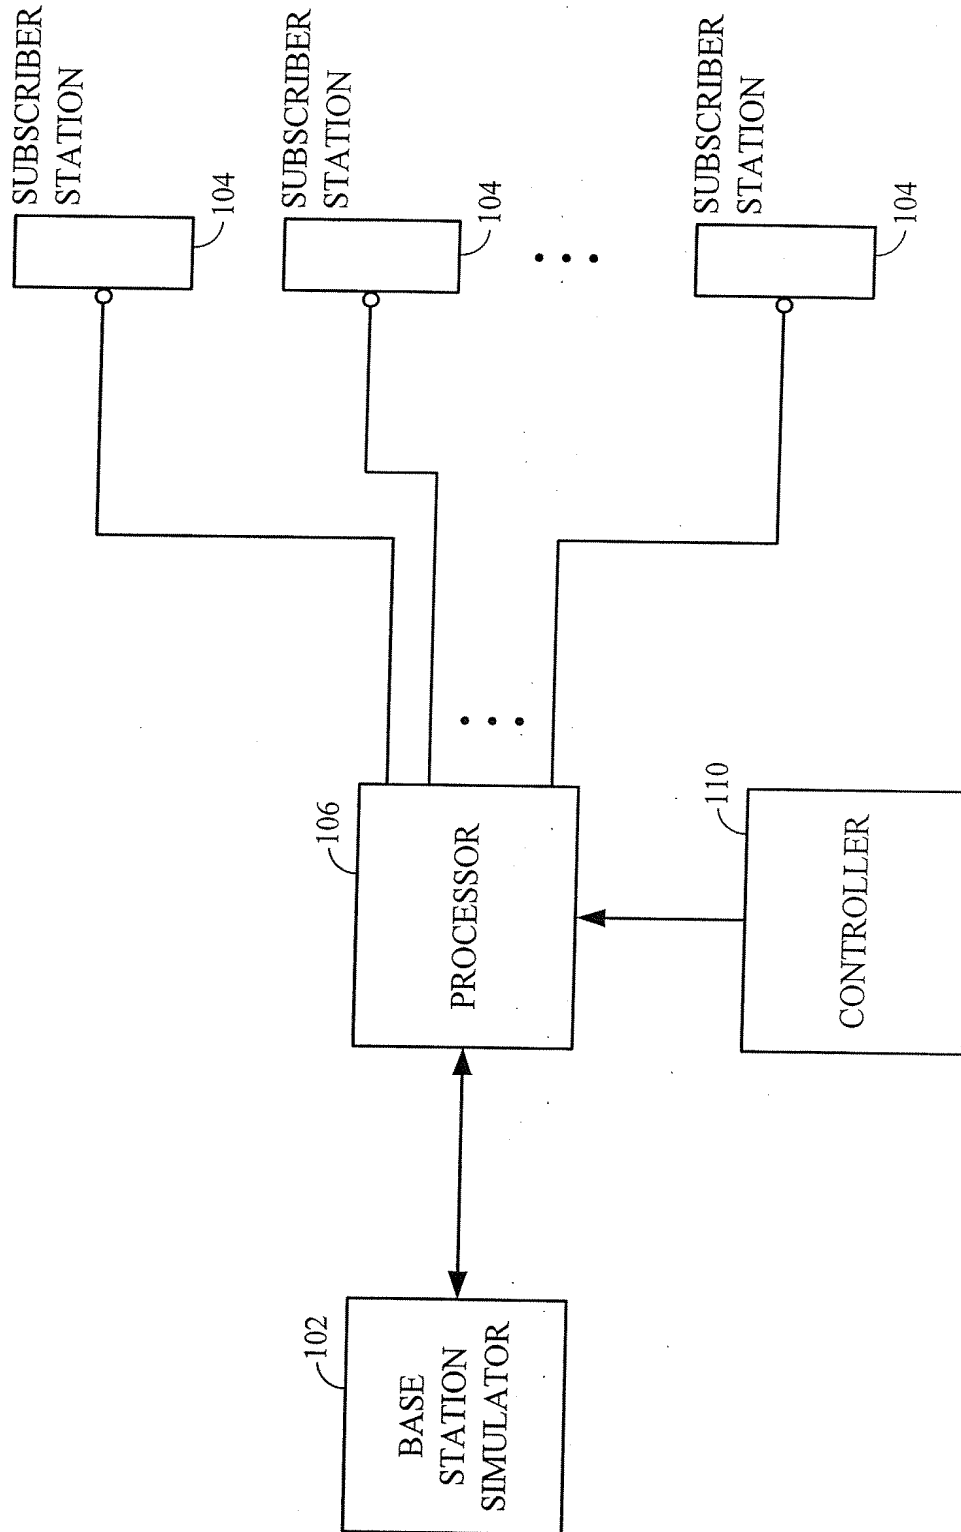 SUBSCRIBER
STATION
104
SUBSCRIBER
STATION
104
SUBSCRIBER
STATION
104
106
PROCESSOR
110
CONTROLLER
102
BASE
STATION
SIMULATOR